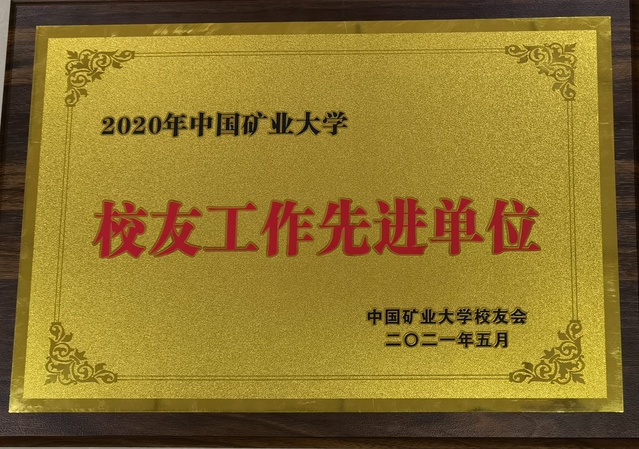 2020年中国矿业大学
校友工作先进单位
中国矿业大学校友会
二〇二一年五月